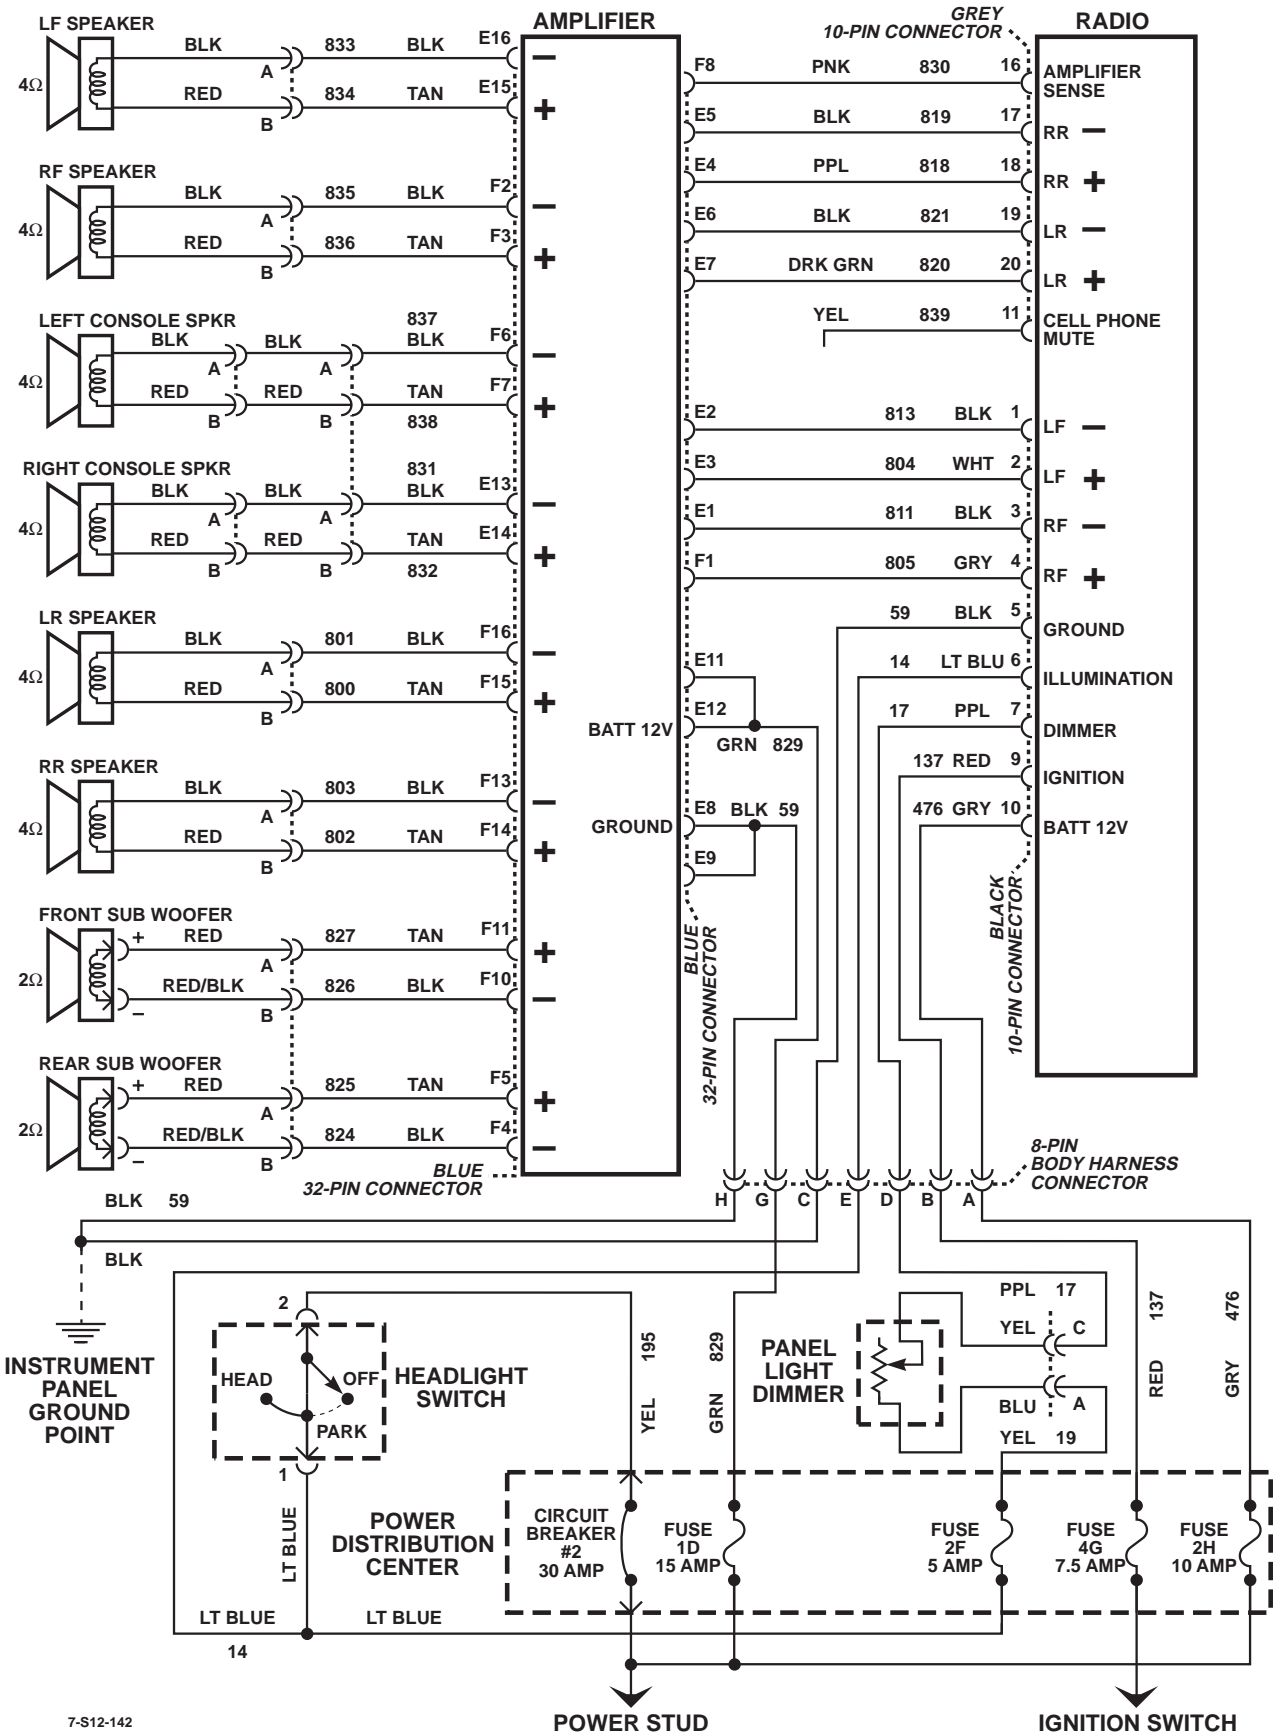 LF SPEAKER
4Ω
BLK 833 BLK E16
A
RED 834 TAN E15
B
RF SPEAKER
4Ω
BLK 835 BLK F2
A
RED 836 TAN F3
B
LEFT CONSOLE SPKR
4Ω
837
BLK BLK BLK F6
A A
RED RED TAN F7
B B 838
RIGHT CONSOLE SPKR
4Ω
831
BLK BLK BLK E13
A A
RED RED TAN E14
B B 832
LR SPEAKER
4Ω
BLK 801 BLK F16
A
RED 800 TAN F15
B
RR SPEAKER
4Ω
BLK 803 BLK F13
A
RED 802 TAN F14
B
FRONT SUB WOOFER
2Ω
+ RED 827 TAN F11
A
RED/BLK 826 BLK F10
– B
REAR SUB WOOFER
2Ω
+ RED 825 TAN F5
A
RED/BLK 824 BLK F4
– B
BLUE
32-PIN CONNECTOR
AMPLIFIER
–
+
–
+
–
+
–
+
–
+
–
+
+
–
+
–
BATT 12V
GROUND
GREY
10-PIN CONNECTOR
RADIO
F8 PNK 830 16 AMPLIFIER
SENSE
E5 BLK 819 17 RR –
E4 PPL 818 18 RR +
E6 BLK 821 19 LR –
E7 DRK GRN 820 20 LR +
YEL 839 11 CELL PHONE
MUTE
E2 813 BLK 1 LF –
E3 804 WHT 2 LF +
E1 811 BLK 3 RF –
F1 805 GRY 4 RF +
59 BLK 5 GROUND
E11 14 LT BLU 6 ILLUMINATION
E12 17 PPL 7 DIMMER
GRN 829
137 RED 9 IGNITION
E8 BLK 59
476 GRY 10 BATT 12V
E9
BLUE
32-PIN CONNECTOR
BLACK
10-PIN CONNECTOR
8-PIN
BODY HARNESS
CONNECTOR
H G C E D B A
BLK 59
BLK
INSTRUMENT
PANEL
GROUND
POINT
2
HEAD OFF
PARK
1
HEADLIGHT
SWITCH
LT BLUE
YEL 195
GRN 829
PANEL
LIGHT
DIMMER
PPL 17
YEL C
BLU A
YEL 19
RED 137
GRY 476
POWER
DISTRIBUTION
CENTER
CIRCUIT
BREAKER
#2
30 AMP
FUSE
1D
15 AMP
FUSE
2F
5 AMP
FUSE
4G
7.5 AMP
FUSE
2H
10 AMP
LT BLUE LT BLUE
14
POWER STUD
IGNITION SWITCH
7-S12-142